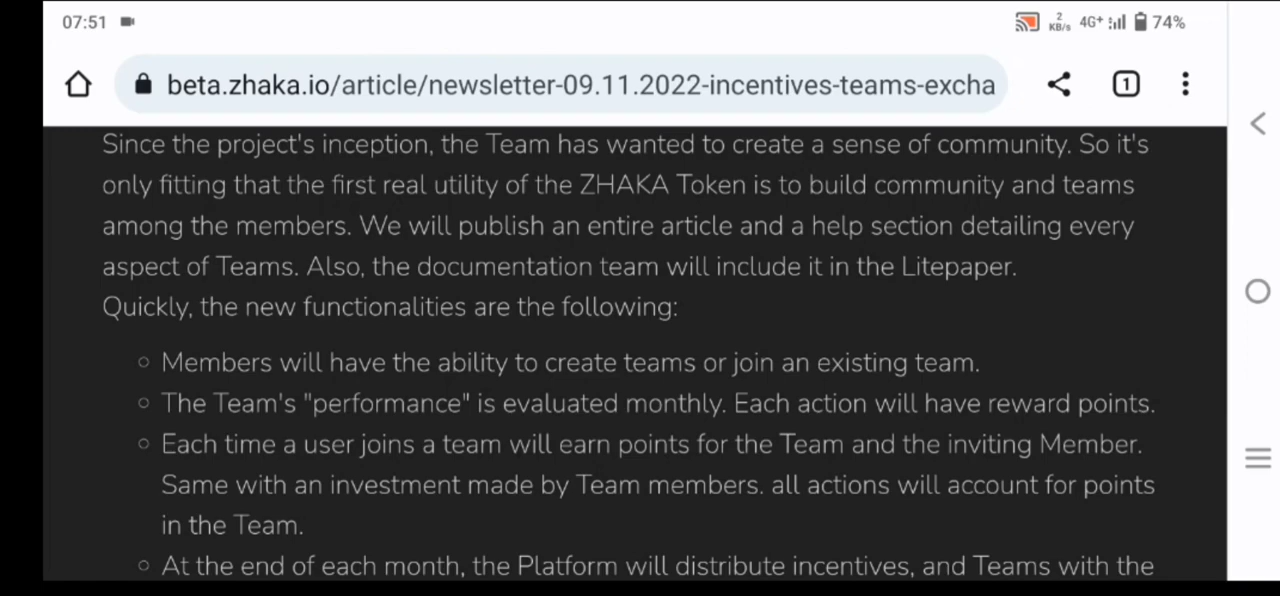 07:51
2 KB/s 4G+ 74%
beta.zhaka.io/article/newsletter-09.11.2022-incentives-teams-excha
1
Since the project's inception, the Team has wanted to create a sense of community. So it's
only fitting that the first real utility of the ZHAKA Token is to build community and teams
among the members. We will publish an entire article and a help section detailing every
aspect of Teams. Also, the documentation team will include it in the Litepaper.
Quickly, the new functionalities are the following:
Members will have the ability to create teams or join an existing team.
The Team's "performance" is evaluated monthly. Each action will have reward points.
Each time a user joins a team will earn points for the Team and the inviting Member.
Same with an investment made by Team members. all actions will account for points
in the Team.
At the end of each month, the Platform will distribute incentives, and Teams with the